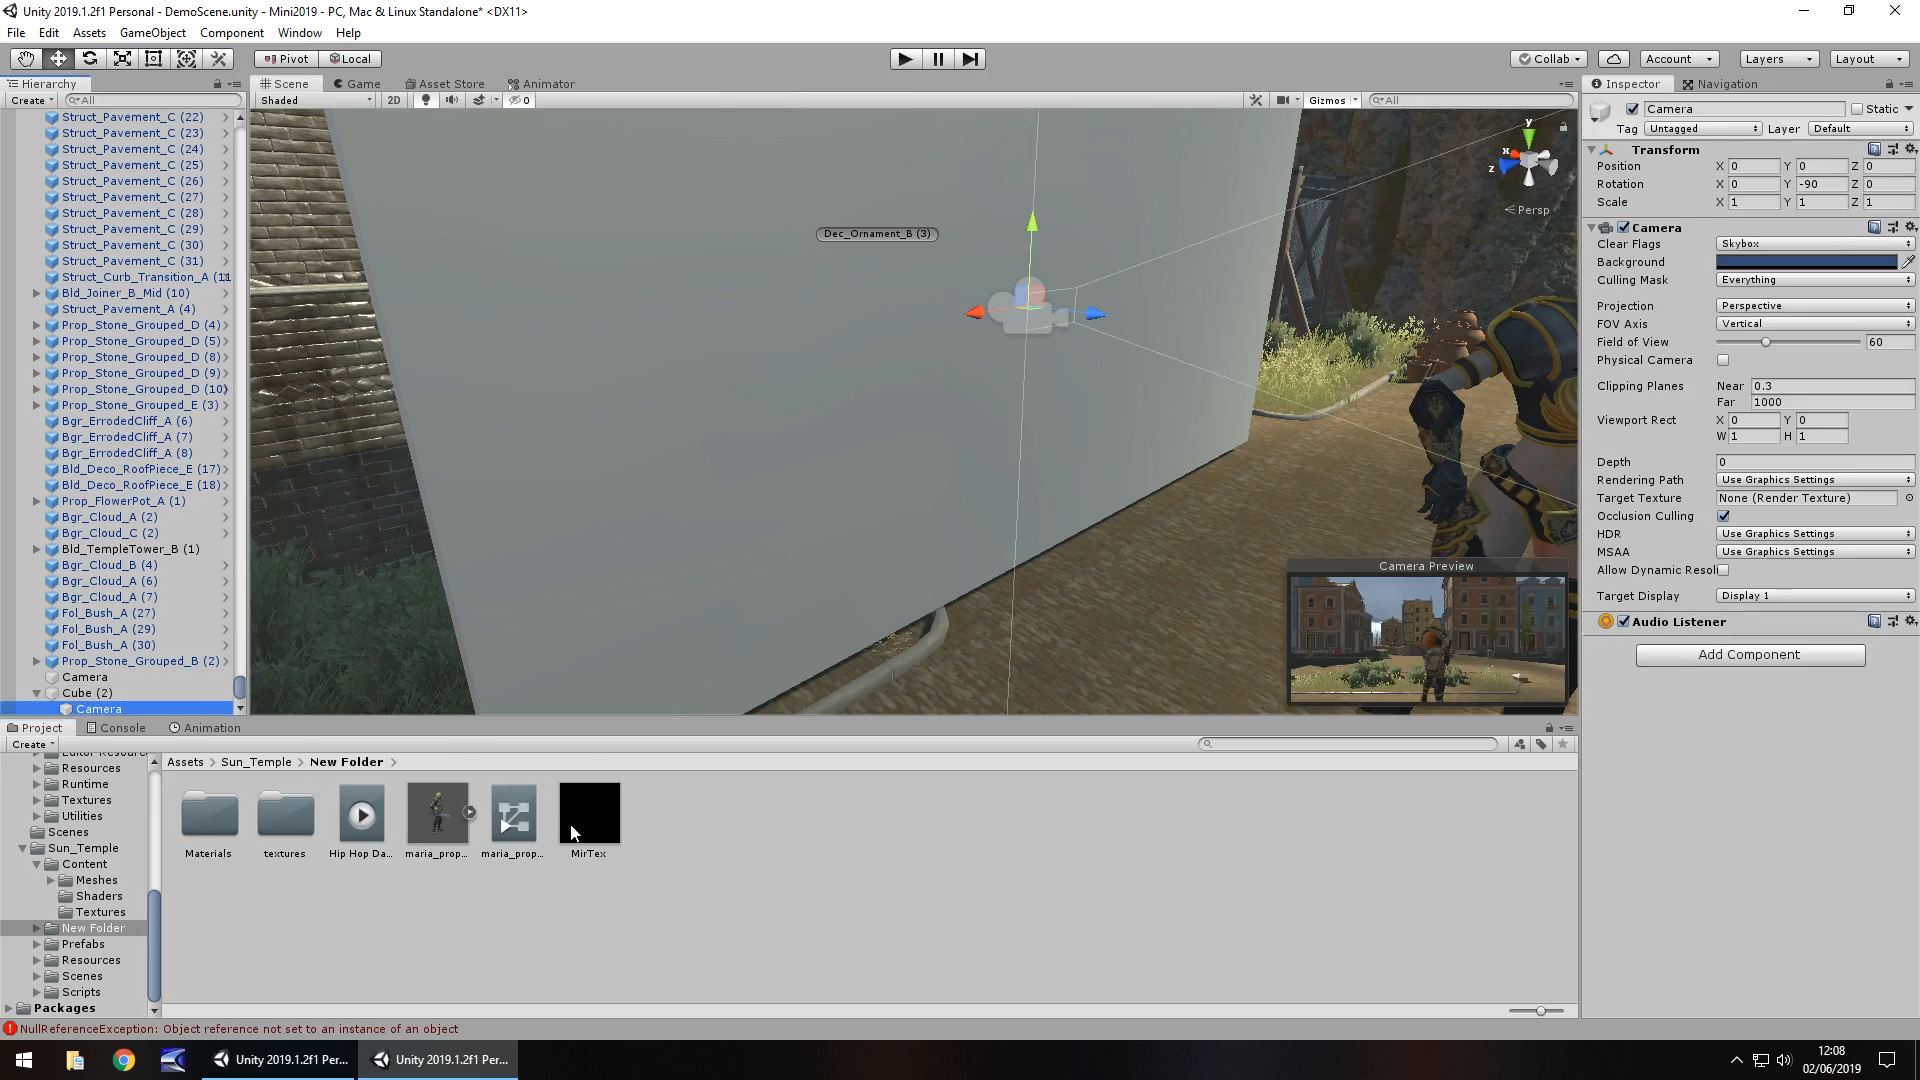 Unity 2019.1.2f1 Personal - DemoScene.unity - Mini2019 - PC, Mac & Linux Standalone* <DX11>
File Edit Assets GameObject Component Window Help
Pivot Local Collab Account Layers Layout
Hierarchy
Create All
Struct_Pavement_C (22)
Struct_Pavement_C (23)
Struct_Pavement_C (24)
Struct_Pavement_C (25)
Struct_Pavement_C (26)
Struct_Pavement_C (27)
Struct_Pavement_C (28)
Struct_Pavement_C (29)
Struct_Pavement_C (30)
Struct_Pavement_C (31)
Struct_Curb_Transition_A (11
Bld_Joiner_B_Mid (10)
Struct_Pavement_A (4)
Prop_Stone_Grouped_D (4)
Prop_Stone_Grouped_D (5)
Prop_Stone_Grouped_D (8)
Prop_Stone_Grouped_D (9)
Prop_Stone_Grouped_D (10)
Prop_Stone_Grouped_E (3)
Bgr_ErrodedCliff_A (6)
Bgr_ErrodedCliff_A (7)
Bgr_ErrodedCliff_A (8)
Bld_Deco_RoofPiece_E (17)
Bld_Deco_RoofPiece_E (18)
Prop_FlowerPot_A (1)
Bgr_Cloud_A (2)
Bgr_Cloud_C (2)
Bld_TempleTower_B (1)
Bgr_Cloud_B (4)
Bgr_Cloud_A (6)
Bgr_Cloud_A (7)
Fol_Bush_A (27)
Fol_Bush_A (29)
Fol_Bush_A (30)
Prop_Stone_Grouped_B (2)
Camera
Cube (2)
Camera
Scene Game Asset Store Animator
Shaded 2D 0 Gizmos All
Dec_Ornament_B (3)
y
x
z
Persp
Camera Preview
Inspector Navigation
Camera Static
Tag Untagged Layer Default
Transform
Position X 0 Y 0 Z 0
Rotation X 0 Y -90 Z 0
Scale X 1 Y 1 Z 1
Camera
Clear Flags Skybox
Background
Culling Mask Everything
Projection Perspective
FOV Axis Vertical
Field of View 60
Physical Camera
Clipping Planes Near 0.3
Far 1000
Viewport Rect X 0 Y 0
W 1 H 1
Depth 0
Rendering Path Use Graphics Settings
Target Texture None (Render Texture)
Occlusion Culling
HDR Use Graphics Settings
MSAA Use Graphics Settings
Allow Dynamic Resol
Target Display Display 1
Audio Listener
Add Component
Project Console Animation
Create
Resources
Runtime
Textures
Utilities
Scenes
Sun_Temple
Content
Meshes
Shaders
Textures
New Folder
Prefabs
Resources
Scenes
Scripts
Packages
Assets > Sun_Temple > New Folder >
Materials textures Hip Hop Da... maria_prop... maria_prop... MirTex
NullReferenceException: Object reference not set to an instance of an object
Unity 2019.1.2f1 Per... Unity 2019.1.2f1 Per...
12:08
02/06/2019